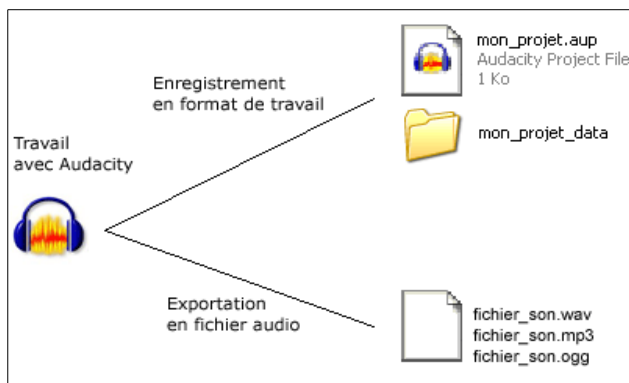 mon_projet.aup
Audacity Project File
1 Ko
Enregistrement
en format de travail
mon_projet_data
Travail
avec Audacity
Exportation
en fichier audio
fichier_son.wav
fichier_son.mp3
fichier_son.ogg